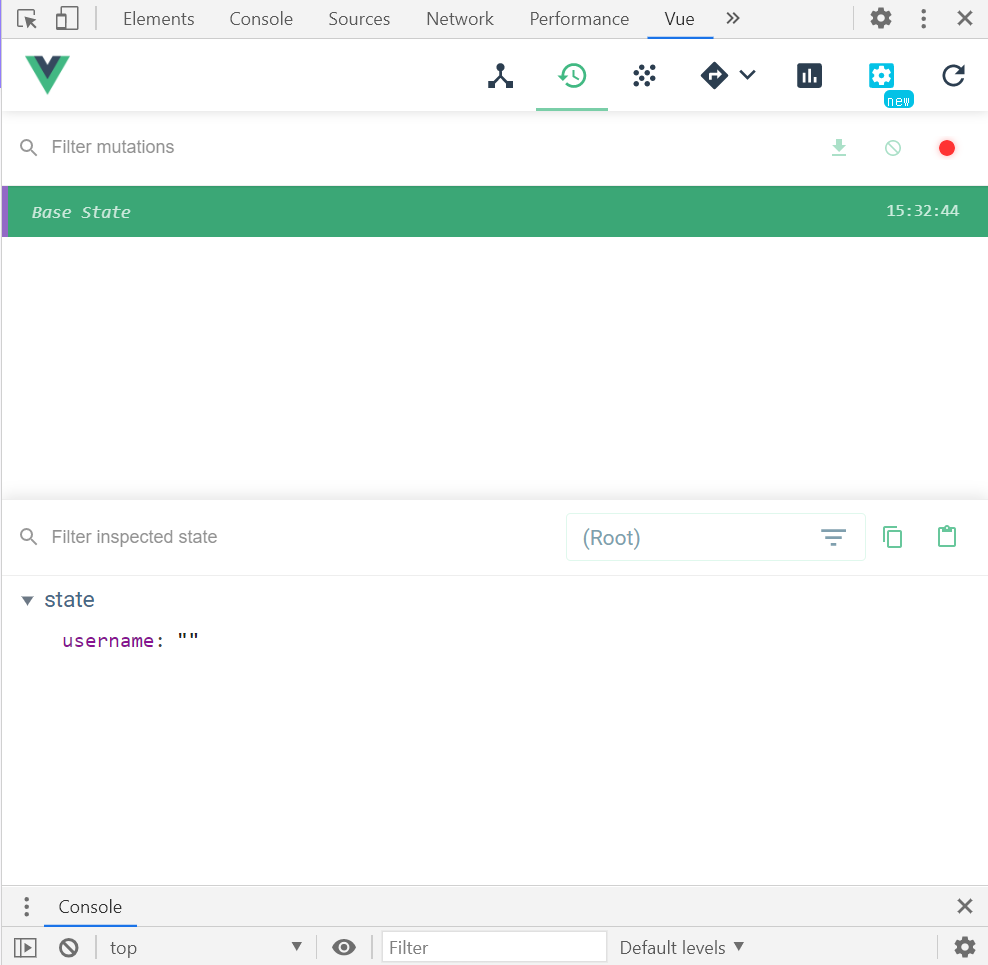 Elements Console Sources Network Performance Vue
new
Filter mutations
Base State 15:32:44
Filter inspected state (Root)
state
username: ""
Console
top Filter Default levels